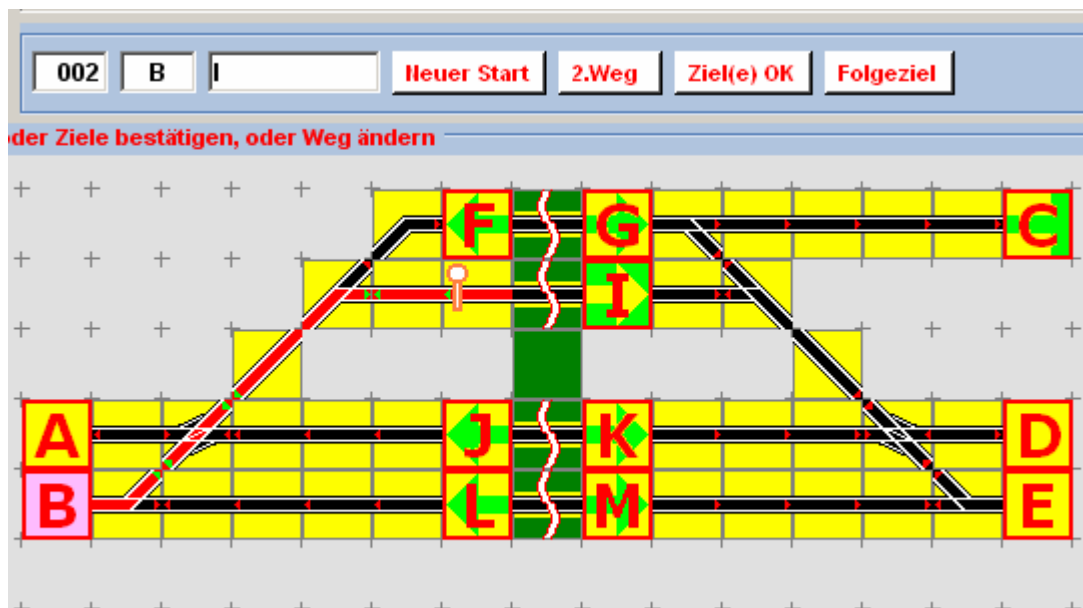 002 B I Neuer Start 2.Weg Ziel(e) OK Folgeziel
oder Ziele bestätigen, oder Weg ändern
F G C
I
A J K D
B L M E